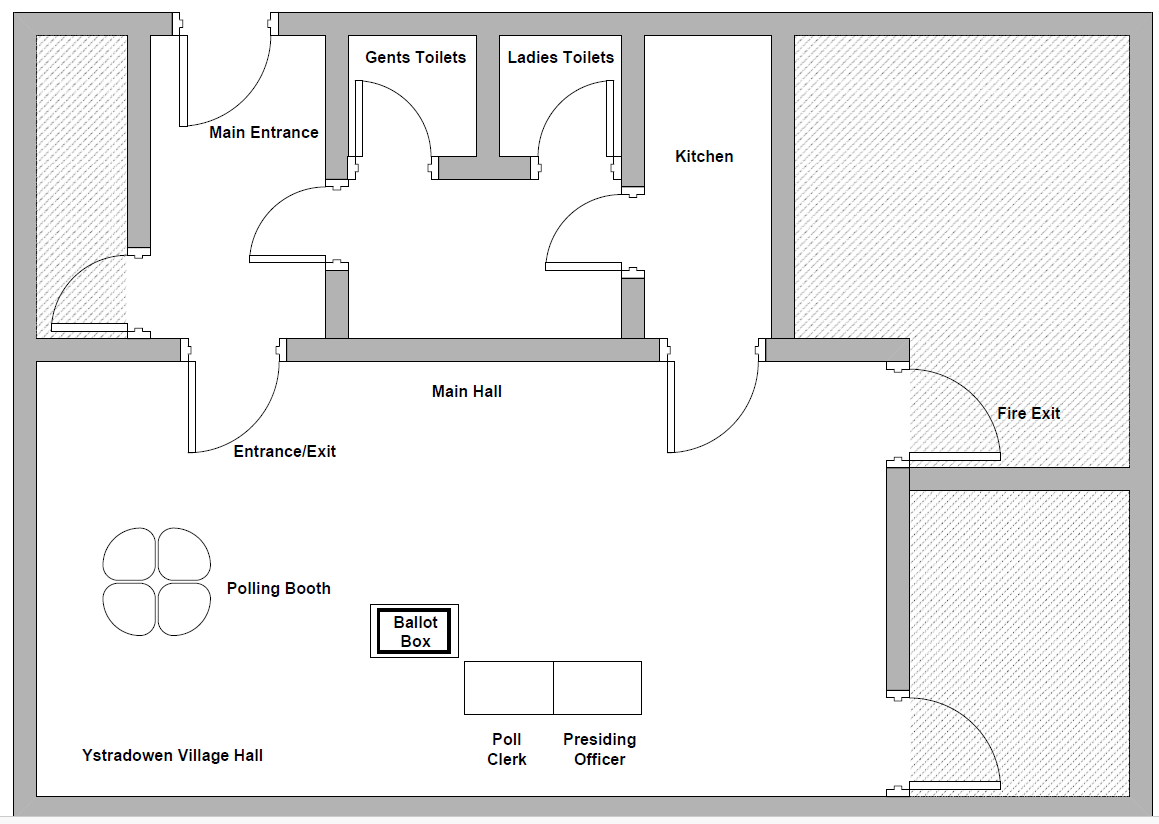 Gents Toilets
Ladies Toilets
Main Entrance
Kitchen
Main Hall
Fire Exit
Entrance/Exit
Polling Booth
Ballot
Box
Poll
Clerk
Presiding
Officer
Ystradowen Village Hall